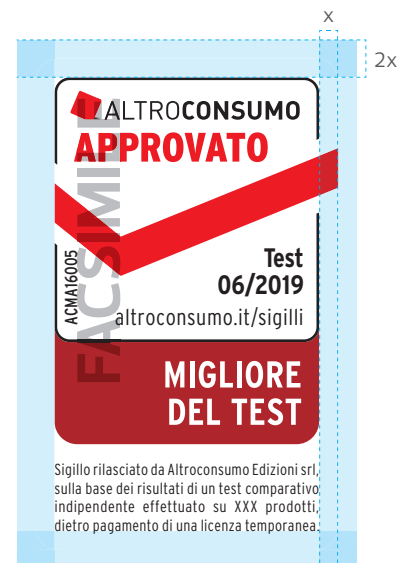 x
2x
ALTROCONSUMO
APPROVATO
FACSIMILE
Test
06/2019
ACMA16005
altroconsumo.it/sigilli
MIGLIORE
DEL TEST
Sigillo rilasciato da Altroconsumo Edizioni srl,
sulla base dei risultati di un test comparativo
indipendente effettuato su XXX prodotti,
dietro pagamento di una licenza temporanea.